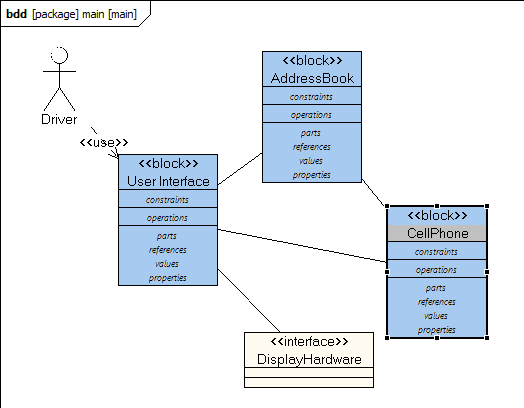 bdd [package] main [main]
Driver
<<use>>
<<block>>
AddressBook
constraints
operations
parts
references
values
properties
<<block>>
User Interface
constraints
operations
parts
references
values
properties
<<block>>
CellPhone
constraints
operations
parts
references
values
properties
<<interface>>
DisplayHardware